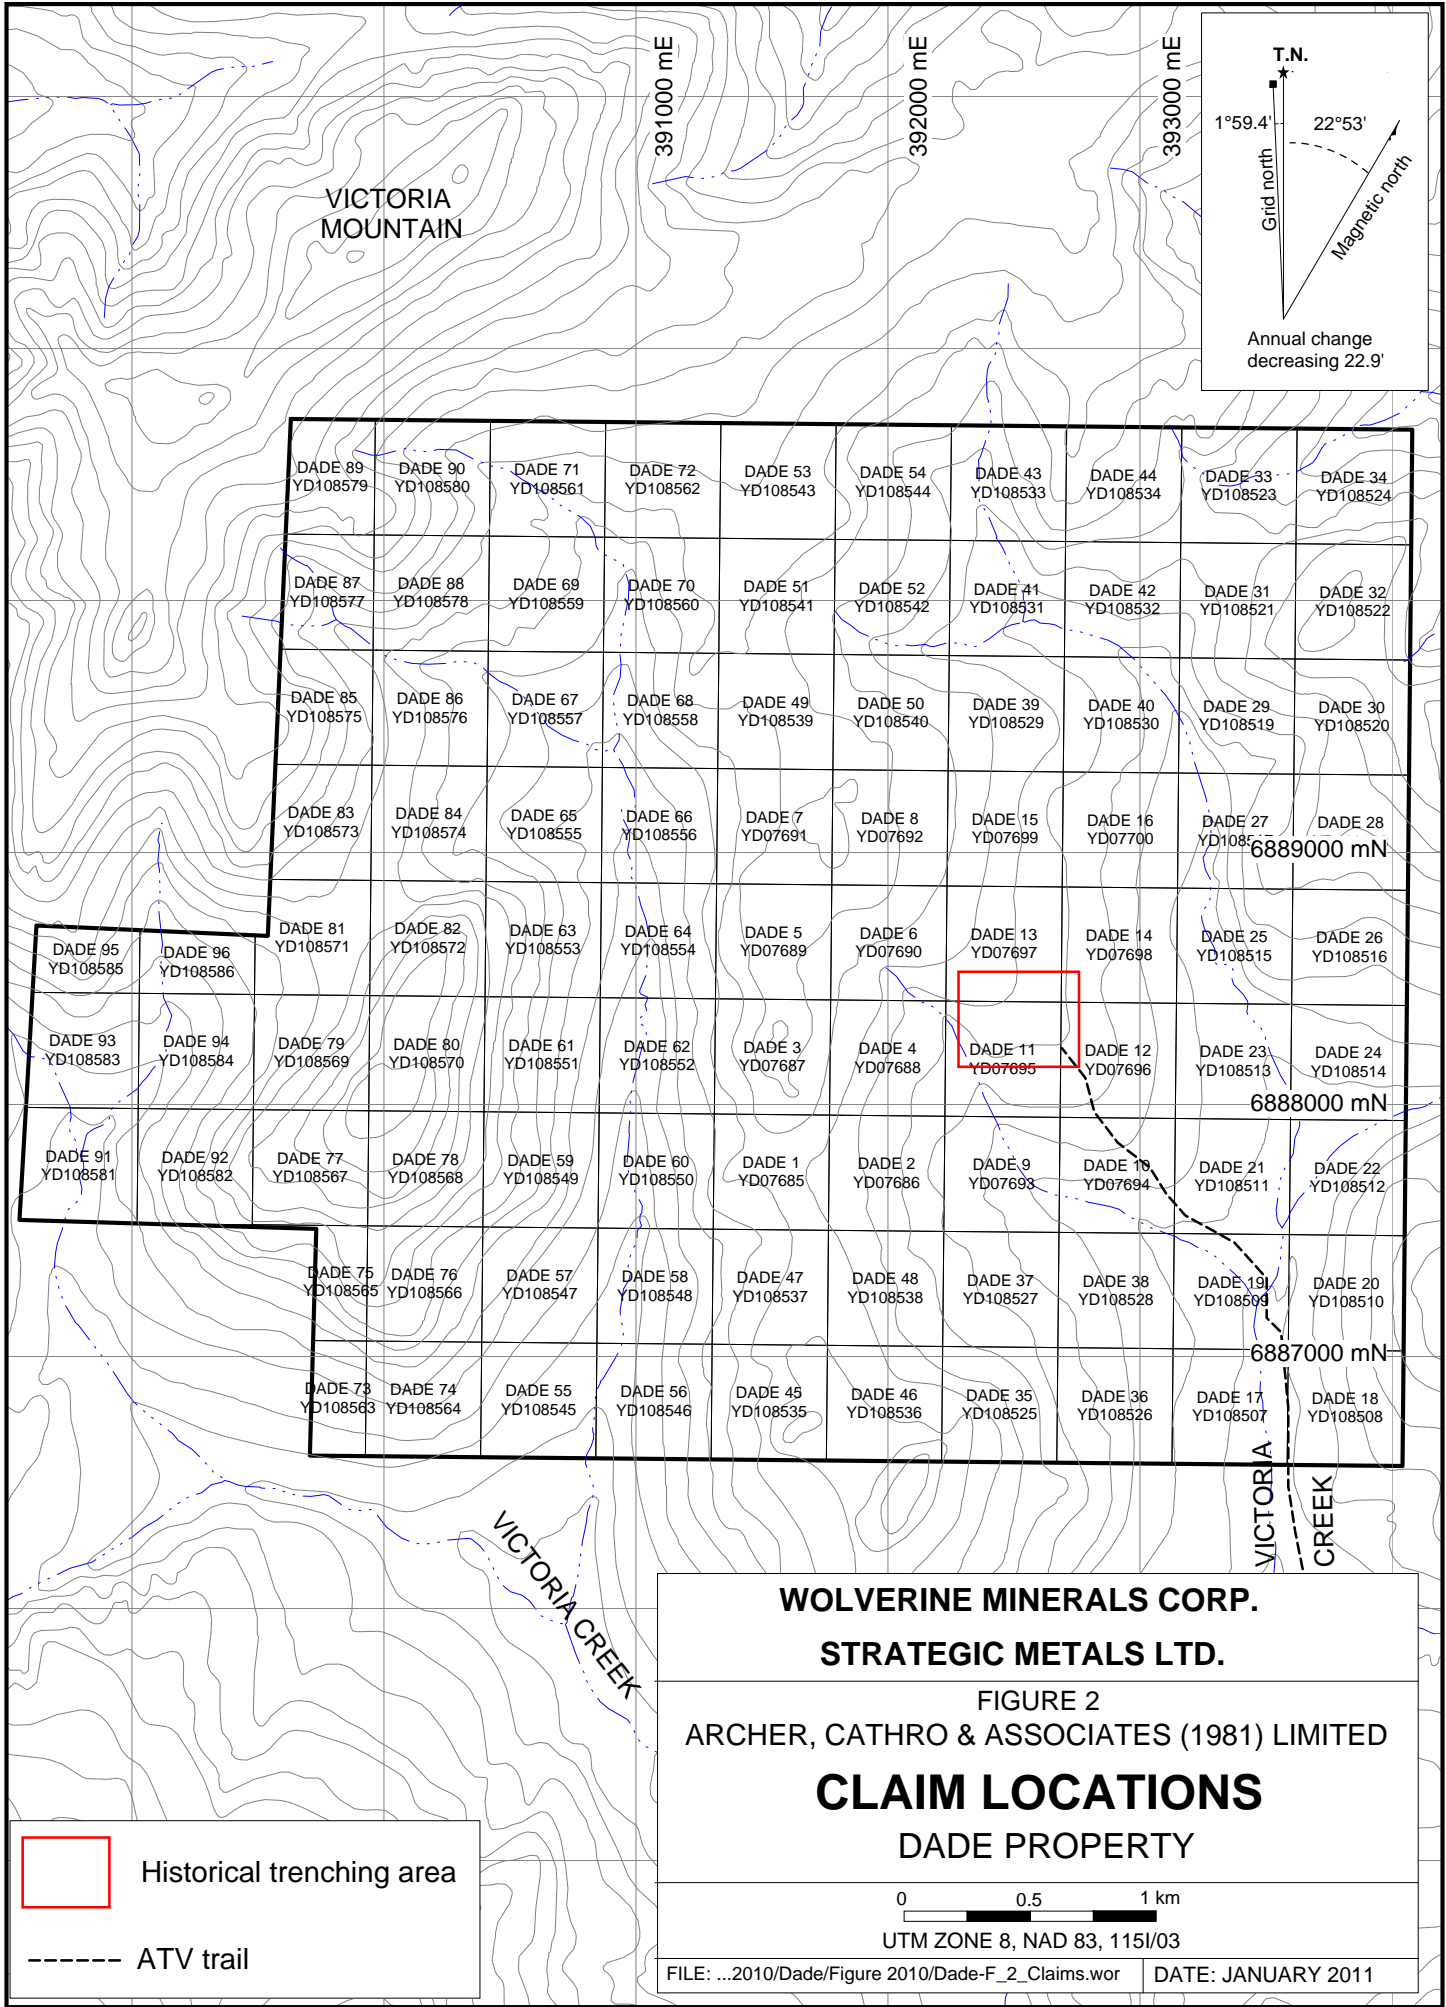 391000 mE
392000 mE
393000 mE
T.N.
1°59.4'
22°53'
Grid north
Magnetic north
Annual change
decreasing 22.9'
VICTORIA
MOUNTAIN
DADE 89
YD108579
DADE 90
YD108580
DADE 71
YD108561
DADE 72
YD108562
DADE 53
YD108543
DADE 54
YD108544
DADE 43
YD108533
DADE 44
YD108534
DADE 33
YD108523
DADE 34
YD108524
DADE 87
YD108577
DADE 88
YD108578
DADE 69
YD108559
DADE 70
YD108560
DADE 51
YD108541
DADE 52
YD108542
DADE 41
YD108531
DADE 42
YD108532
DADE 31
YD108521
DADE 32
YD108522
DADE 85
YD108575
DADE 86
YD108576
DADE 67
YD108557
DADE 68
YD108558
DADE 49
YD108539
DADE 50
YD108540
DADE 39
YD108529
DADE 40
YD108530
DADE 29
YD108519
DADE 30
YD108520
DADE 83
YD108573
DADE 84
YD108574
DADE 65
YD108555
DADE 66
YD108556
DADE 7
YD07691
DADE 8
YD07692
DADE 15
YD07699
DADE 16
YD07700
DADE 27
DADE 28
6889000 mN
DADE 95
YD108585
DADE 96
YD108586
DADE 81
YD108571
DADE 82
YD108572
DADE 63
YD108553
DADE 64
YD108554
DADE 5
YD07689
DADE 6
YD07690
DADE 13
YD07697
DADE 14
YD07698
DADE 25
YD108515
DADE 26
YD108516
DADE 93
YD108583
DADE 94
YD108584
DADE 79
YD108569
DADE 80
YD108570
DADE 61
YD108551
DADE 62
YD108552
DADE 3
YD07687
DADE 4
YD07688
DADE 11
YD07695
DADE 12
YD07696
DADE 23
YD108513
DADE 24
YD108514
6888000 mN
DADE 91
YD108581
DADE 92
YD108582
DADE 77
YD108567
DADE 78
YD108568
DADE 59
YD108549
DADE 60
YD108550
DADE 1
YD07685
DADE 2
YD07686
DADE 9
YD07693
DADE 10
YD07694
DADE 21
YD108511
DADE 22
YD108512
DADE 75
YD108565
DADE 76
YD108566
DADE 57
YD108547
DADE 58
YD108548
DADE 47
YD108537
DADE 48
YD108538
DADE 37
YD108527
DADE 38
YD108528
DADE 19
YD108509
DADE 20
YD108510
6887000 mN
DADE 73
YD108563
DADE 74
YD108564
DADE 55
YD108545
DADE 56
YD108546
DADE 45
YD108535
DADE 46
YD108536
DADE 35
YD108525
DADE 36
YD108526
DADE 17
YD108507
DADE 18
YD108508
VICTORIA
CREEK
VICTORIA CREEK
WOLVERINE MINERALS CORP.
STRATEGIC METALS LTD.
FIGURE 2
ARCHER, CATHRO & ASSOCIATES (1981) LIMITED
CLAIM LOCATIONS
DADE PROPERTY
0 0.5 1 km
UTM ZONE 8, NAD 83, 115I/03
FILE: ...2010/Dade/Figure 2010/Dade-F_2_Claims.wor
DATE: JANUARY 2011
Historical trenching area
ATV trail